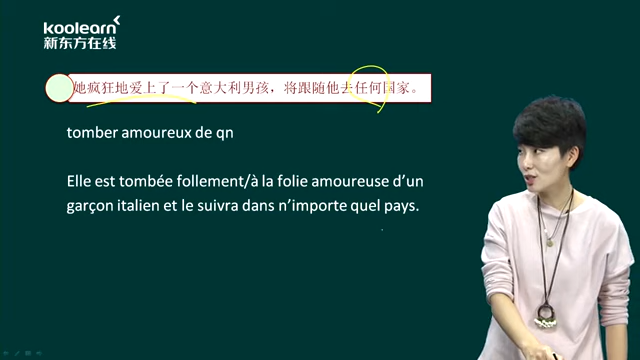 koolearn
新东方在线
她疯狂地爱上了一个意大利男孩，将跟随他去任何国家。
tomber amoureux de qn
Elle est tombée follement/à la folie amoureuse d’un
garçon italien et le suivra dans n’importe quel pays.